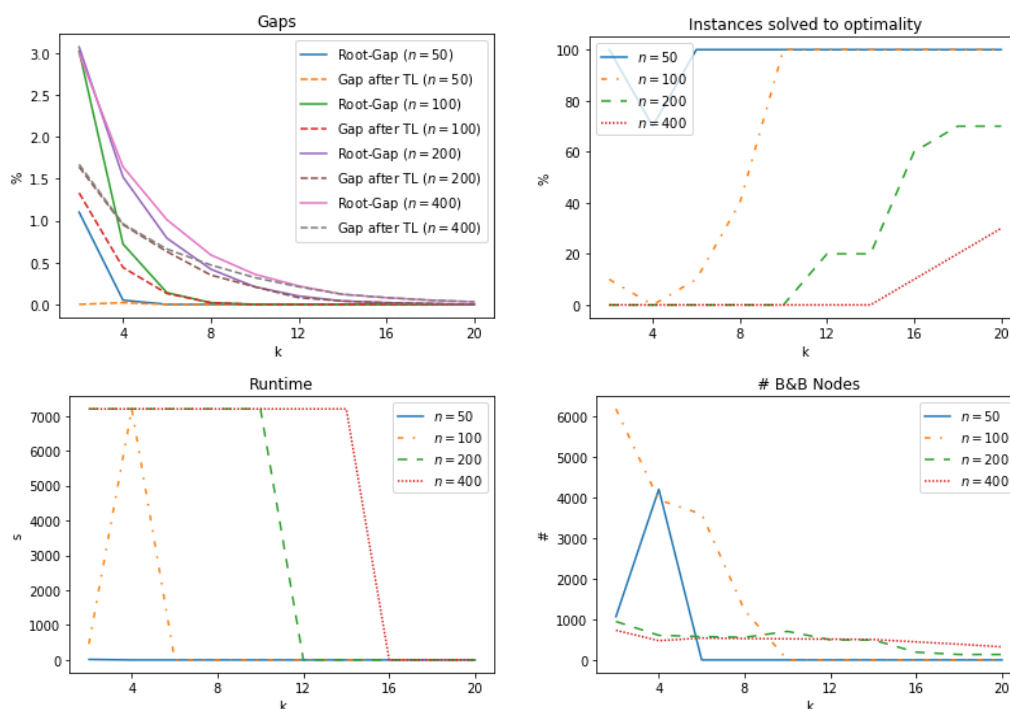 Gaps
3.0
2.5
2.0
1.5
1.0
0.5
0.0
%
4
8
12
16
20
k
Root-Gap (n = 50)
Gap after TL (n = 50)
Root-Gap (n = 100)
Gap after TL (n = 100)
Root-Gap (n = 200)
Gap after TL (n = 200)
Root-Gap (n = 400)
Gap after TL (n = 400)
Instances solved to optimality
100
80
60
40
20
0
%
4
8
12
16
20
k
n = 50
n = 100
n = 200
n = 400
Runtime
7000
6000
5000
4000
3000
2000
1000
0
s
4
8
12
16
20
k
n = 50
n = 100
n = 200
n = 400
# B&B Nodes
6000
5000
4000
3000
2000
1000
0
#
4
8
12
16
20
k
n = 50
n = 100
n = 200
n = 400